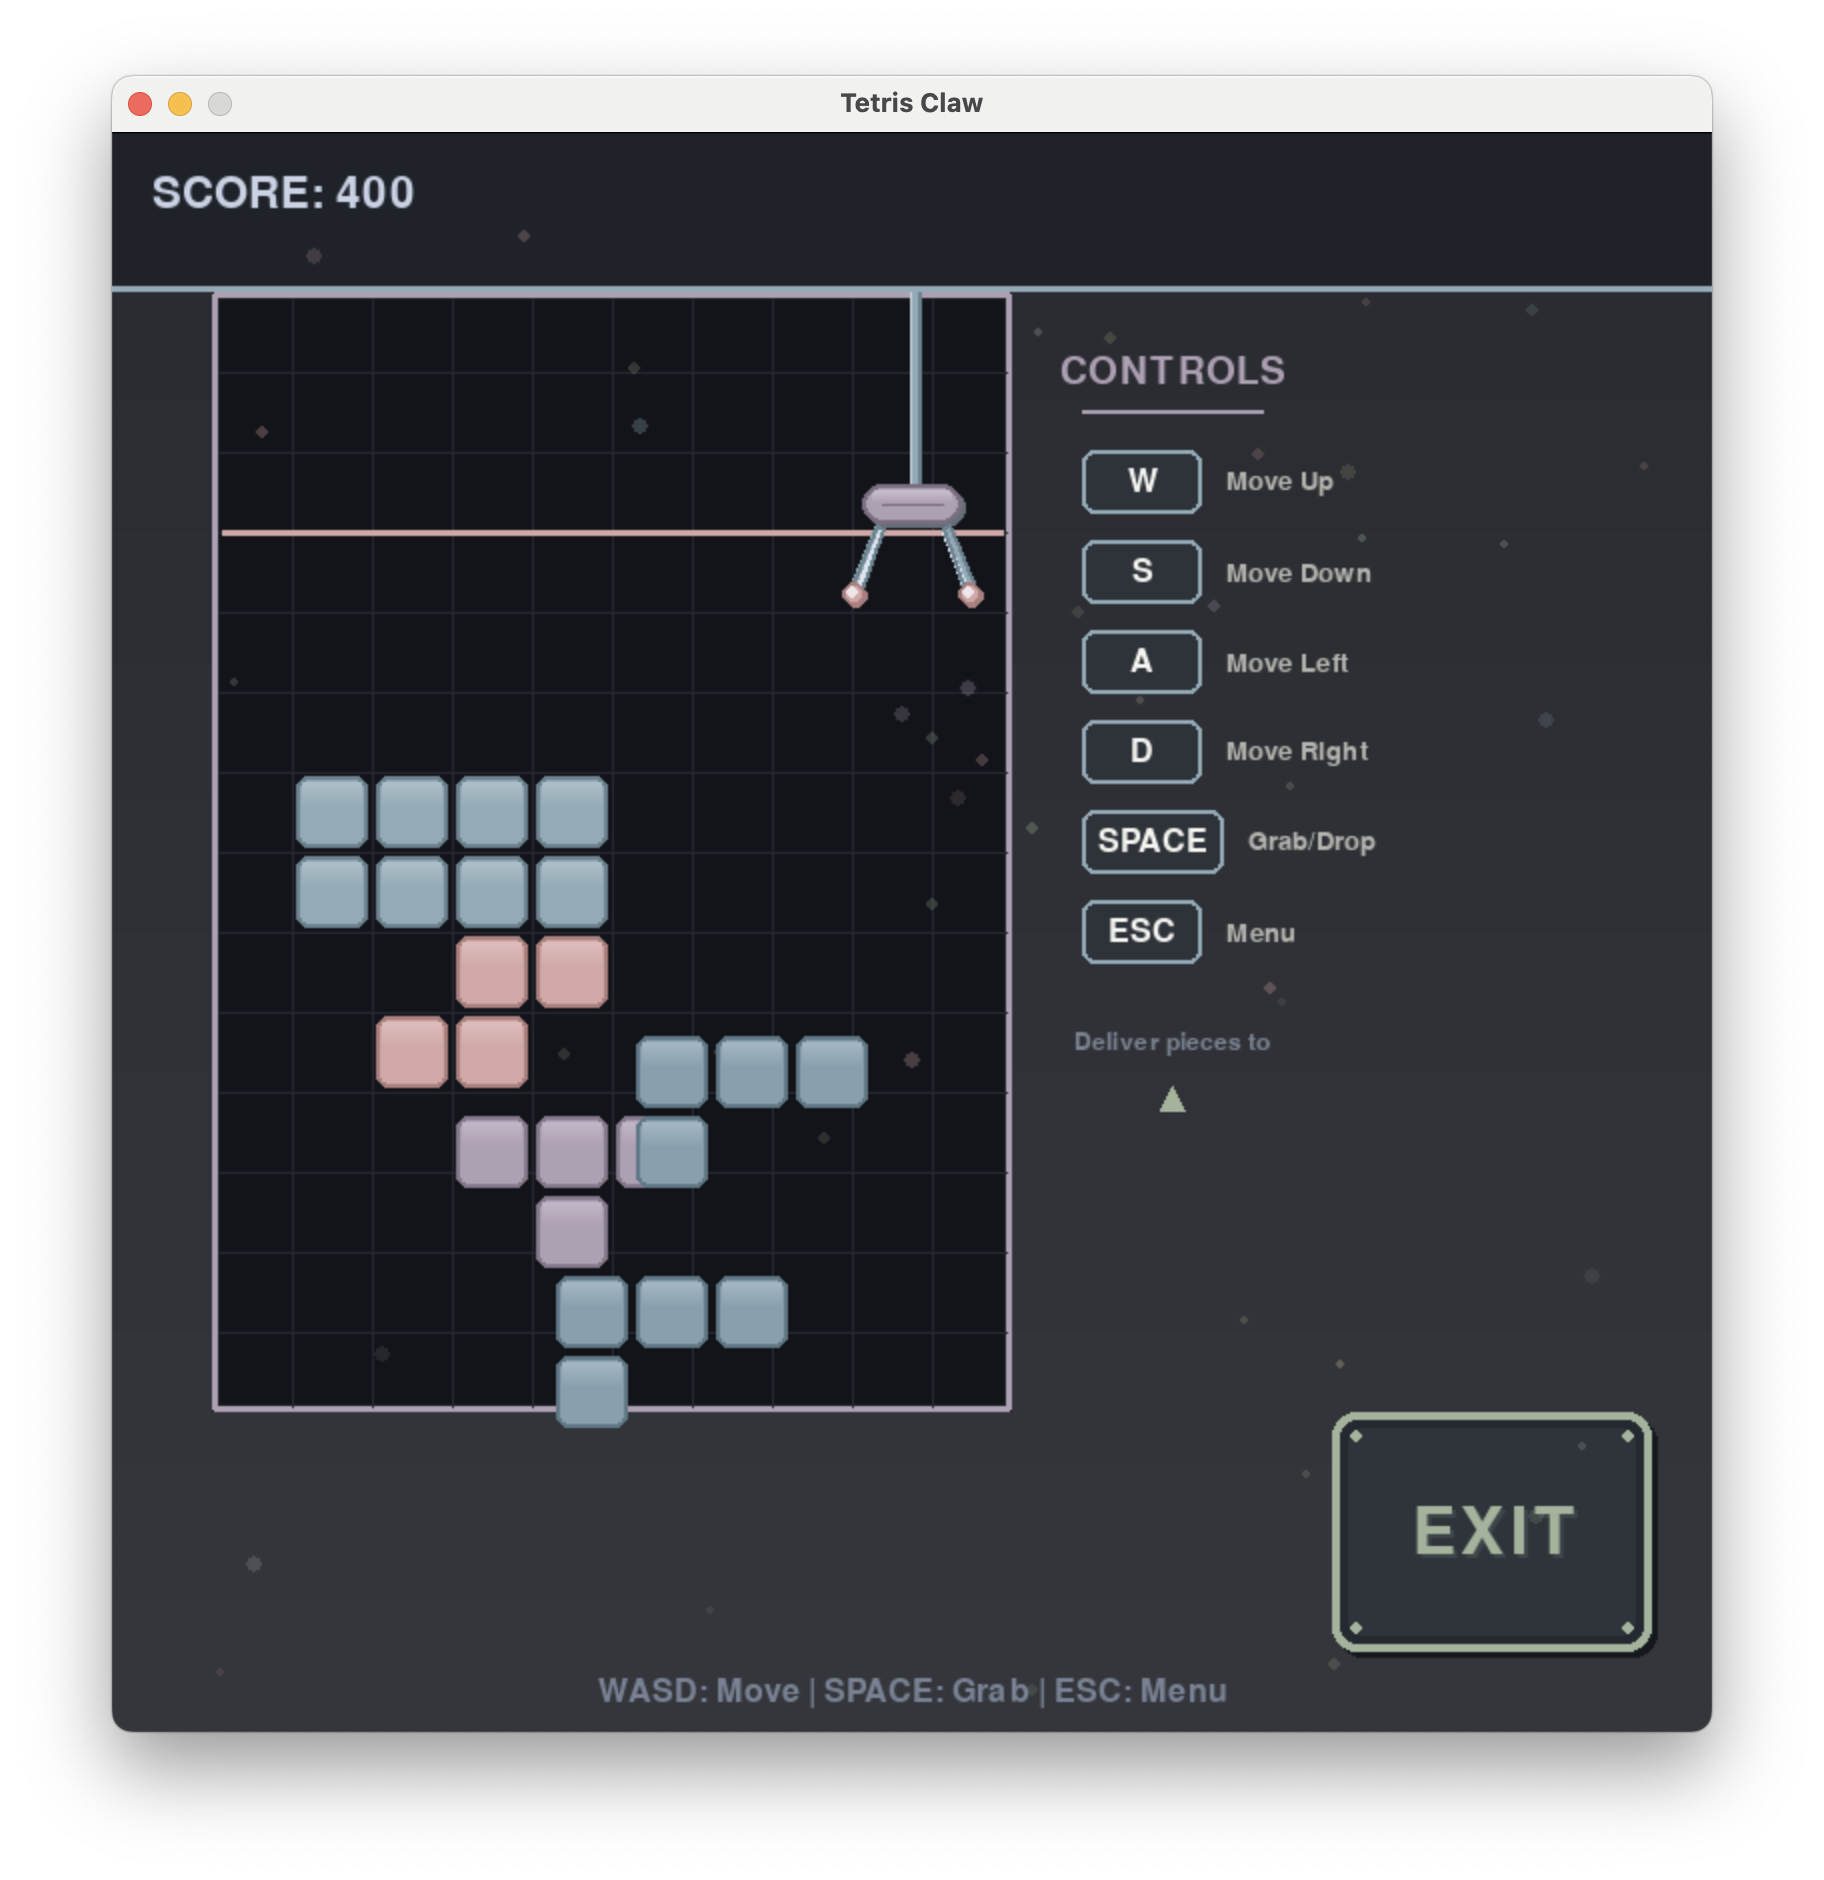 Tetris Claw
SCORE: 400
CONTROLS
W Move Up
S Move Down
A Move Left
D Move Right
SPACE Grab/Drop
ESC Menu
Deliver pieces to
EXIT
WASD: Move | SPACE: Grab | ESC: Menu